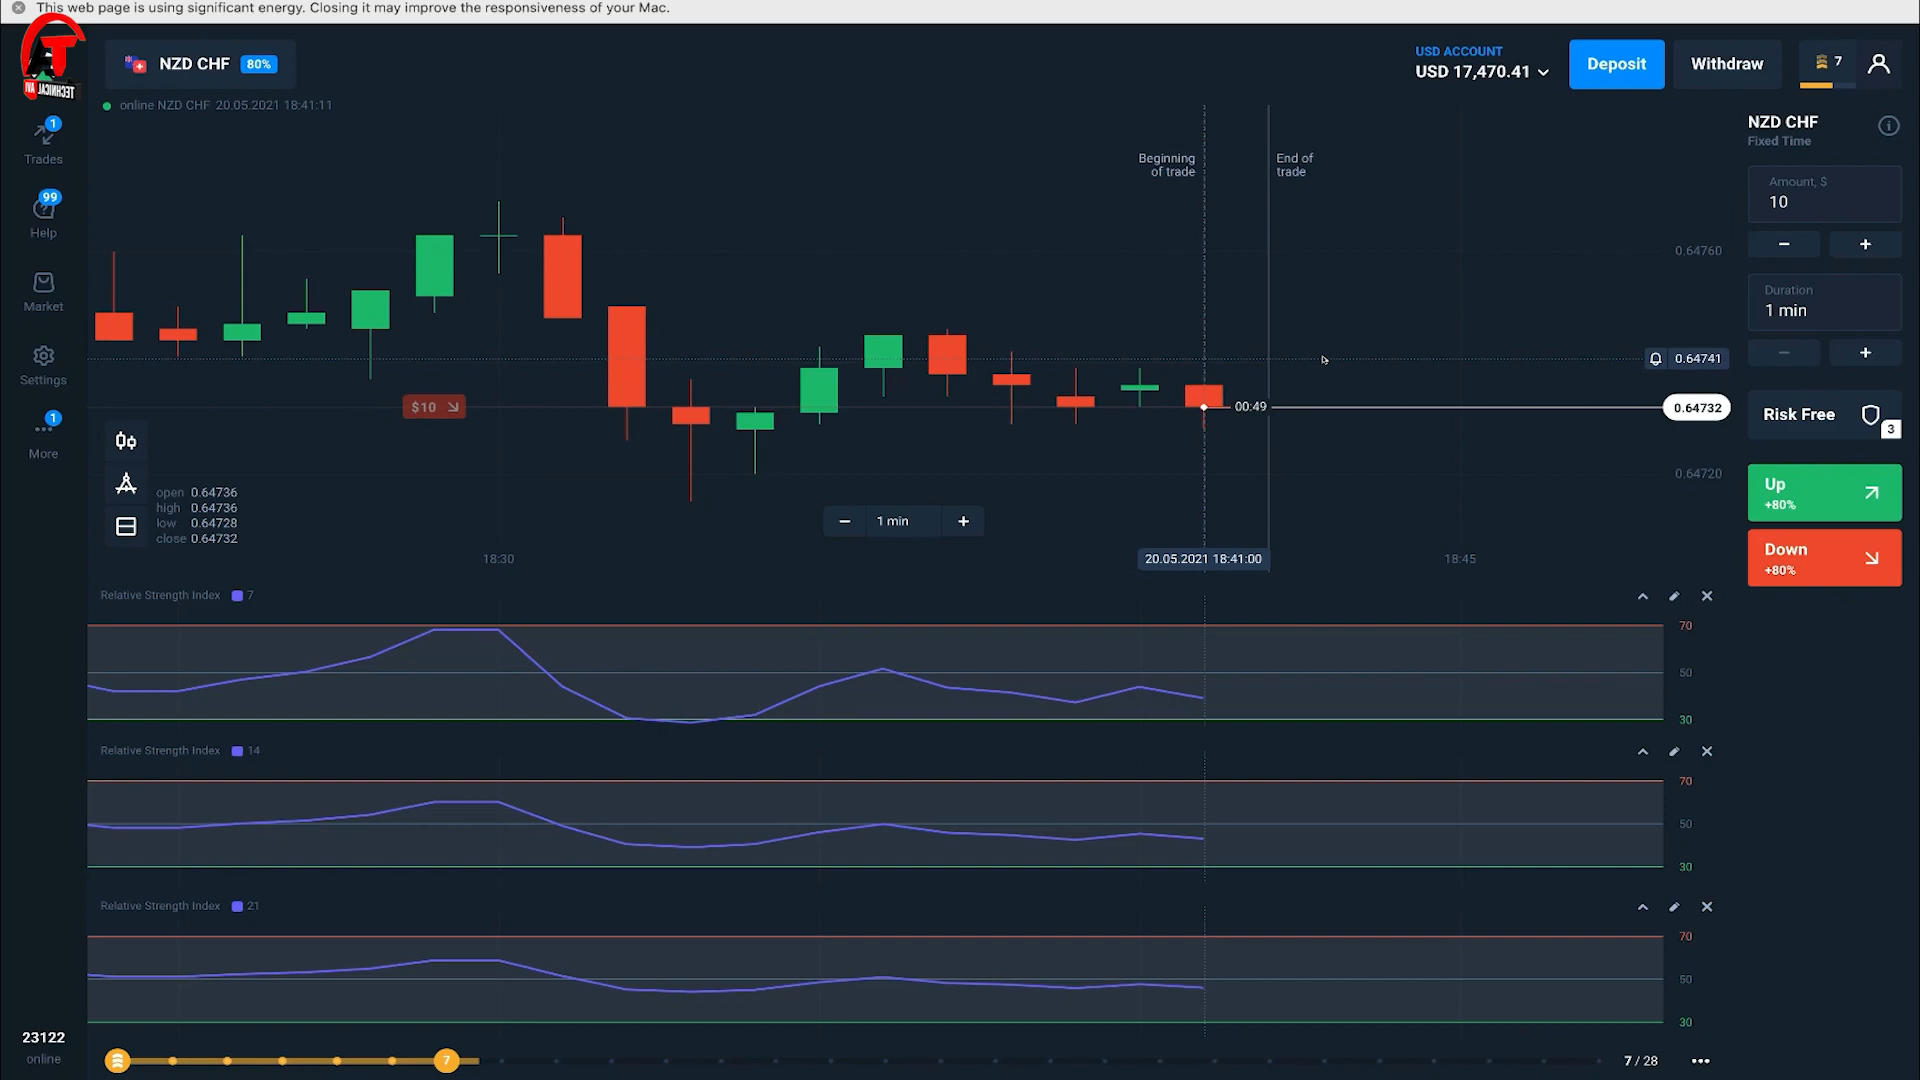 This web page is using significant energy. Closing it may improve the responsiveness of your Mac.
AT
TECHNICAL AVI
NZD CHF 80%
USD ACCOUNT
USD 17,470.41
Deposit
Withdraw
7
online NZD CHF 20.05.2021 18:41:11
1
Trades
99
Help
Market
Settings
1
More
Beginning
of trade
End of
trade
0.64760
0.64741
$10
00:49
0.64732
0.64720
open 0.64736
high 0.64736
low 0.64728
close 0.64732
1 min
18:30
20.05.2021 18:41:00
18:45
NZD CHF
Fixed Time
Amount, $
10
Duration
1 min
Risk Free
3
Up
+80%
Down
+80%
Relative Strength Index 7
70
50
30
Relative Strength Index 14
70
50
30
Relative Strength Index 21
70
50
30
23122
online
7
7 / 28